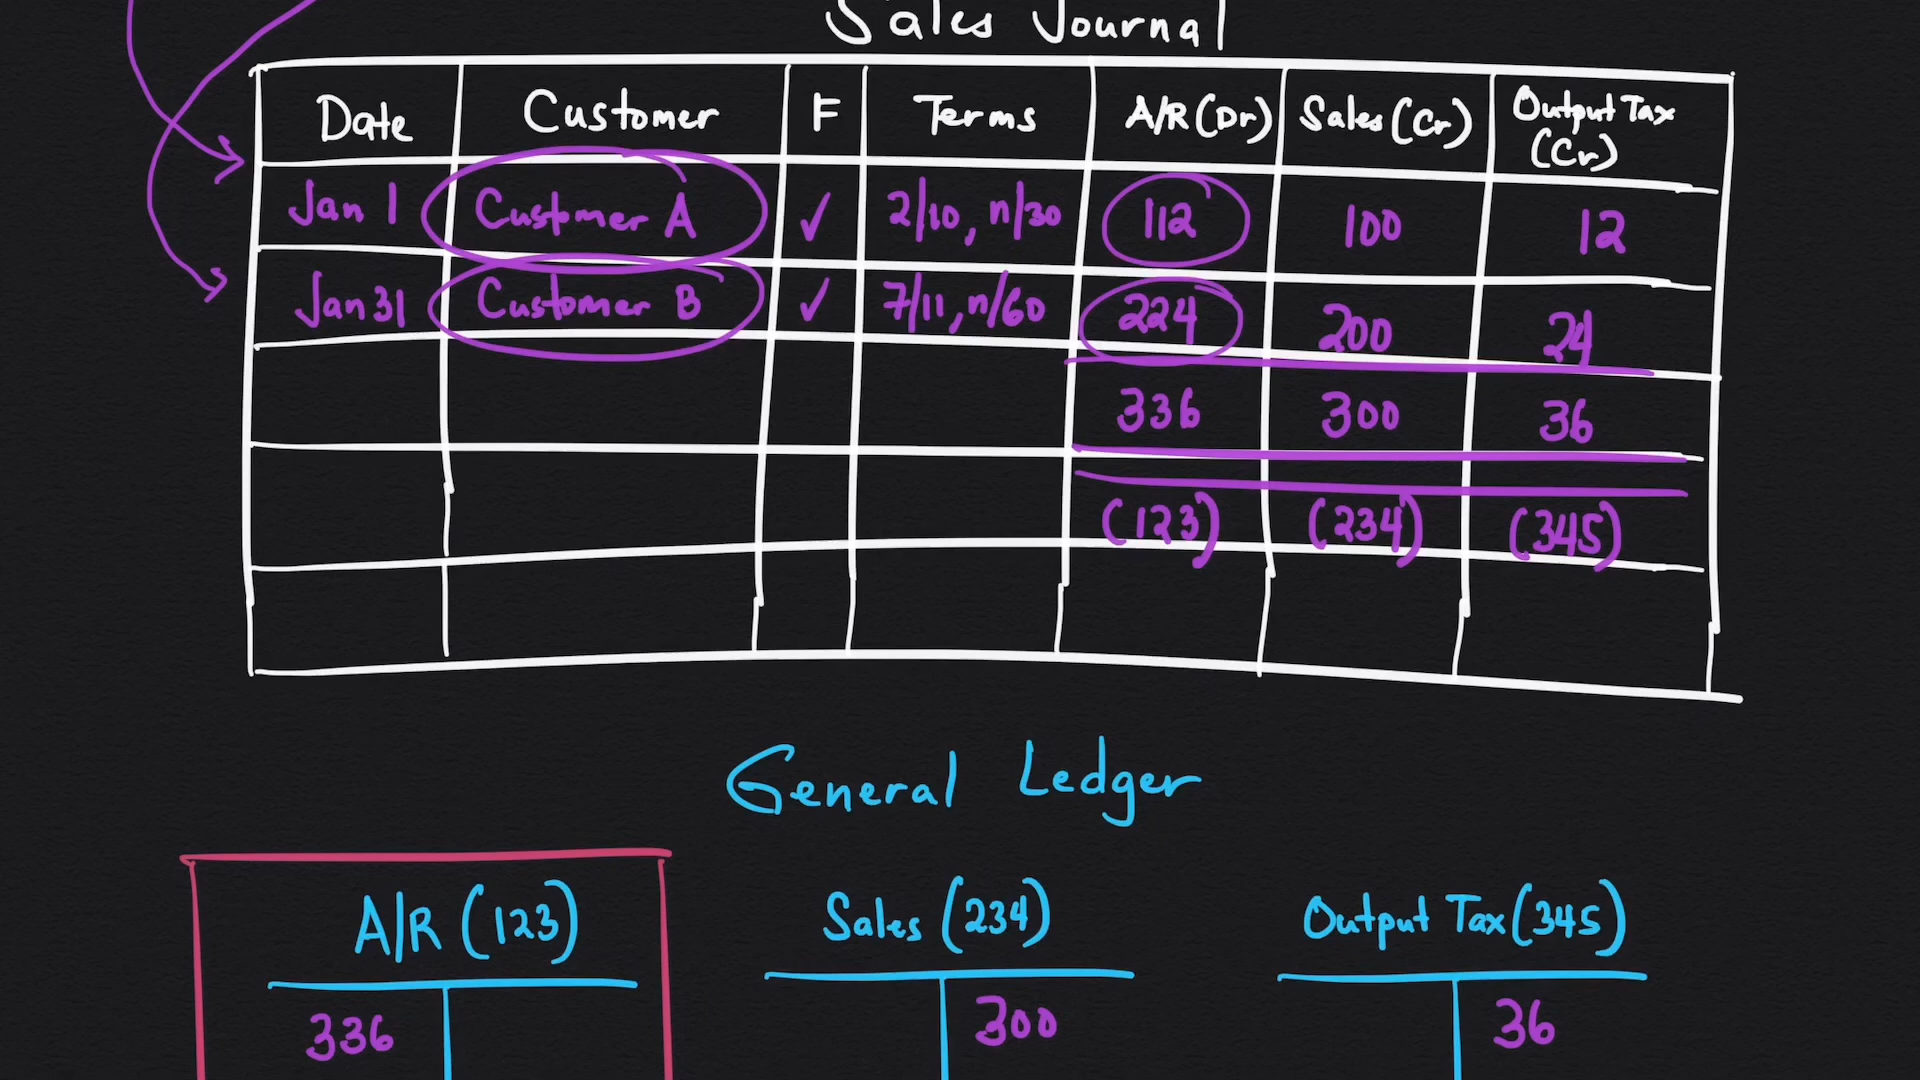 Sales Journal
Date Customer F Terms A/R (Dr) Sales (Cr) Output Tax (Cr)
Jan 1 Customer A ✓ 2/10, n/30 112 100 12
Jan 31 Customer B ✓ 7/11, n/60 224 200 24
336 300 36
(123) (234) (345)
General Ledger
A/R (123) Sales (234) Output Tax (345)
336 300 36